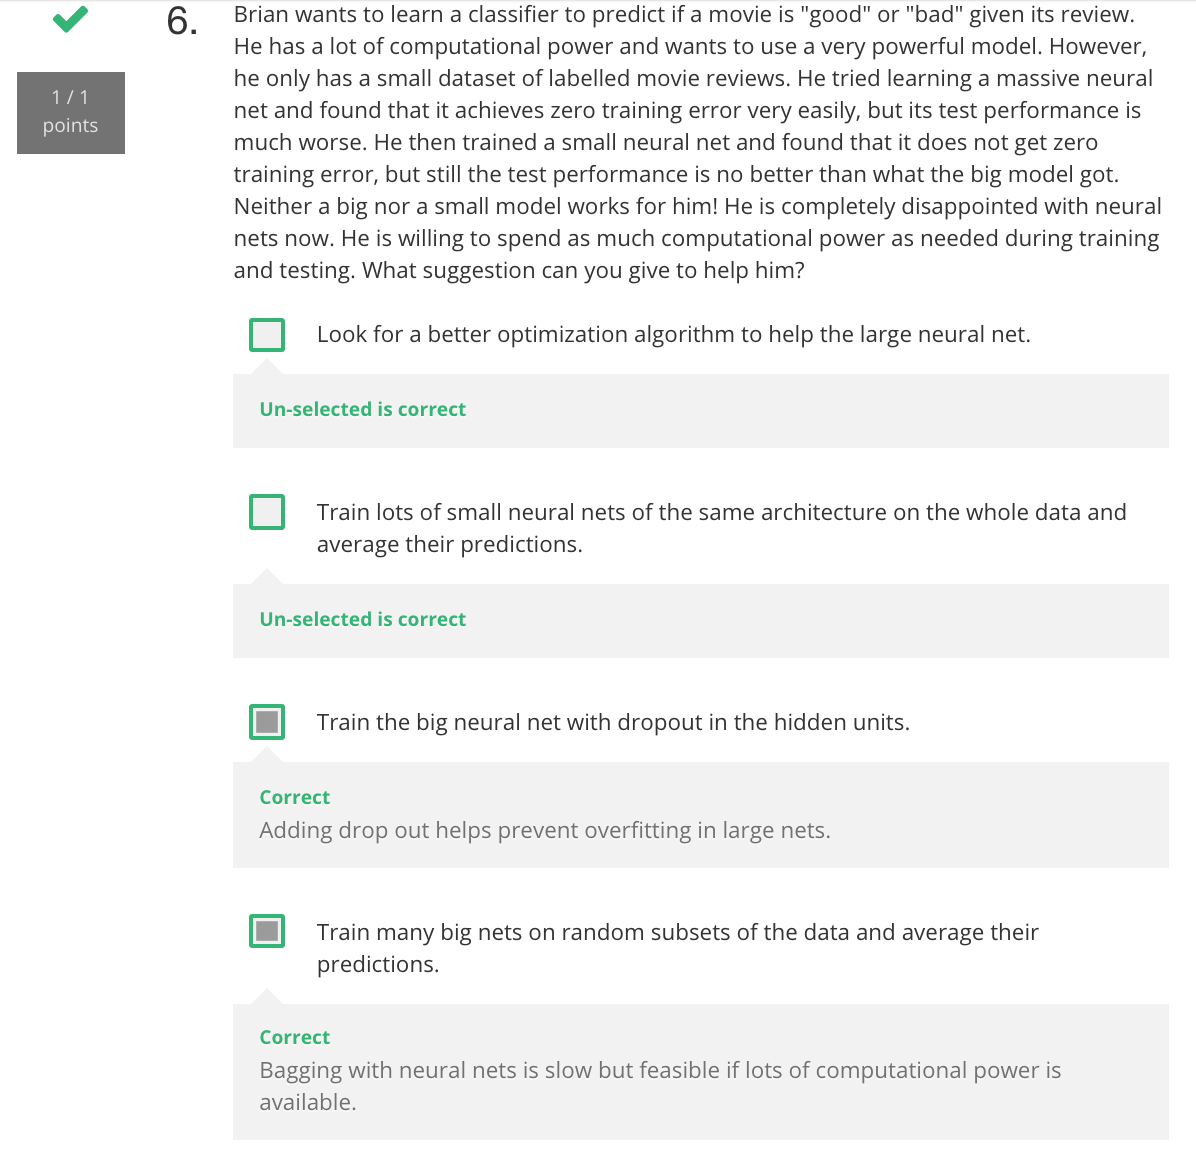 6.
1 / 1
points
Brian wants to learn a classifier to predict if a movie is "good" or "bad" given its review.
He has a lot of computational power and wants to use a very powerful model. However,
he only has a small dataset of labelled movie reviews. He tried learning a massive neural
net and found that it achieves zero training error very easily, but its test performance is
much worse. He then trained a small neural net and found that it does not get zero
training error, but still the test performance is no better than what the big model got.
Neither a big nor a small model works for him! He is completely disappointed with neural
nets now. He is willing to spend as much computational power as needed during training
and testing. What suggestion can you give to help him?
Look for a better optimization algorithm to help the large neural net.
Un-selected is correct
Train lots of small neural nets of the same architecture on the whole data and
average their predictions.
Un-selected is correct
Train the big neural net with dropout in the hidden units.
Correct
Adding drop out helps prevent overfitting in large nets.
Train many big nets on random subsets of the data and average their
predictions.
Correct
Bagging with neural nets is slow but feasible if lots of computational power is
available.